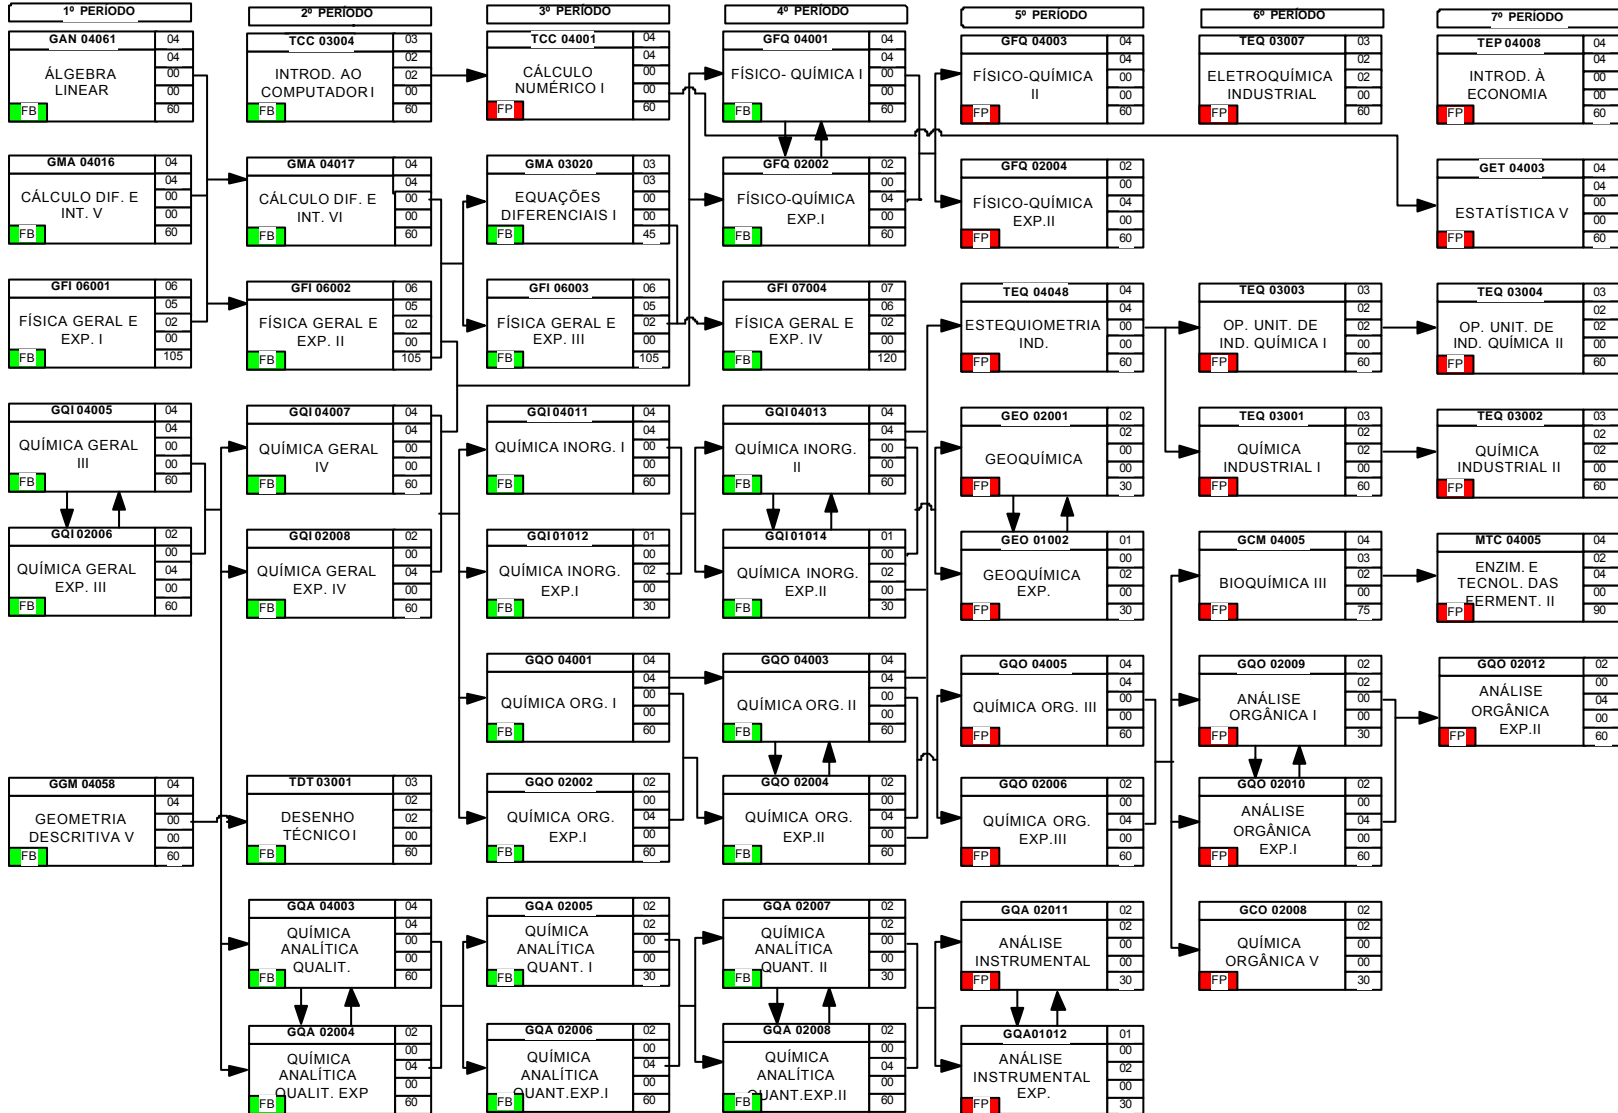 1º PERÍODO
GAN 04061
04
04
00
00
60
ÁLGEBRA
LINEAR
FB
GMA 04016
04
04
00
00
60
CÁLCULO DIF. E
INT. V
FB
GFI 06001
06
05
02
00
105
FÍSICA GERAL E
EXP. I
FB
GQI 04005
04
04
00
00
60
QUÍMICA GERAL
III
FB
GQI 02006
02
00
04
00
60
QUÍMICA GERAL
EXP. III
FB
GGM 04058
04
04
00
00
60
GEOMETRIA
DESCRITIVA V
FB
2º PERÍODO
TCC 03004
03
02
02
00
60
INTROD. AO
COMPUTADOR I
FB
GMA 04017
04
04
00
00
60
CÁLCULO DIF. E
INT. VI
FB
GFI 06002
06
05
02
00
105
FÍSICA GERAL E
EXP. II
FB
GQI 04007
04
04
00
00
60
QUÍMICA GERAL
IV
FB
GQI 02008
02
00
04
00
60
QUÍMICA GERAL
EXP. IV
FB
TDT 03001
03
02
02
00
60
DESENHO
TÉCNICO I
FB
GQA 04003
04
04
00
00
60
QUÍMICA
ANALÍTICA
QUALIT.
FB
GQA 02004
02
00
04
00
60
QUÍMICA
ANALÍTICA
QUALIT. EXP
FB
3º PERÍODO
TCC 04001
04
04
00
00
60
CÁLCULO
NUMÉRICO I
FP
GMA 03020
03
03
00
00
45
EQUAÇÕES
DIFERENCIAIS I
FB
GFI 06003
06
05
02
00
105
FÍSICA GERAL E
EXP. III
FB
GQI 04011
04
04
00
00
60
QUÍMICA INORG. I
FB
GQI 01012
01
00
02
00
30
QUÍMICA INORG.
EXP.I
FB
GQO 04001
04
04
00
00
60
QUÍMICA ORG. I
FB
GQO 02002
02
00
04
00
60
QUÍMICA ORG.
EXP.I
FB
GQA 02005
02
02
00
00
30
QUÍMICA
ANALÍTICA
QUANT. I
FB
GQA 02006
02
00
04
00
60
QUÍMICA
ANALÍTICA
QUANT.EXP.I
FB
4º PERÍODO
GFQ 04001
04
04
00
00
60
FÍSICO- QUÍMICA I
FB
GFQ 02002
02
00
04
00
60
FÍSICO-QUÍMICA
EXP.I
FB
GFI 07004
07
06
02
00
120
FÍSICA GERAL E
EXP. IV
FB
GQI 04013
04
04
00
00
60
QUÍMICA INORG.
II
FB
GQI 01014
01
00
02
00
30
QUÍMICA INORG.
EXP.II
FB
GQO 04003
04
04
00
00
60
QUÍMICA ORG. II
FB
GQO 02004
02
00
04
00
60
QUÍMICA ORG.
EXP.II
FB
GQA 02007
02
02
00
00
30
QUÍMICA
ANALÍTICA
QUANT. II
FB
GQA 02008
02
00
04
00
60
QUÍMICA
ANALÍTICA
QUANT.EXP.II
FB
5º PERÍODO
GFQ 04003
04
04
00
00
60
FÍSICO-QUÍMICA
II
FP
GFQ 02004
02
00
04
00
60
FÍSICO-QUÍMICA
EXP.II
FP
TEQ 04048
04
04
00
00
60
ESTEQUIOMETRIA
IND.
FP
GEO 02001
02
02
00
00
30
GEOQUÍMICA
FP
GEO 01002
01
00
02
00
30
GEOQUÍMICA
EXP.
FP
GQO 04005
04
04
00
00
60
QUÍMICA ORG. III
FP
GQO 02006
02
00
04
00
60
QUÍMICA ORG.
EXP.III
FP
GQA 02011
02
02
00
00
30
ANÁLISE
INSTRUMENTAL
FP
GQA01012
01
00
02
00
30
ANÁLISE
INSTRUMENTAL
EXP.
FP
6º PERÍODO
TEQ 03007
03
02
02
00
60
ELETROQUÍMICA
INDUSTRIAL
FP
TEQ 03003
03
02
02
00
60
OP. UNIT. DE
IND. QUÍMICA I
FP
TEQ 03001
03
02
02
00
60
QUÍMICA
INDUSTRIAL I
FP
GCM 04005
04
03
02
00
75
BIOQUÍMICA III
FP
GQO 02009
02
02
00
00
30
ANÁLISE
ORGÂNICA I
FP
GQO 02010
02
00
04
00
60
ANÁLISE
ORGÂNICA
EXP.I
FP
GCO 02008
02
02
00
00
30
QUÍMICA
ORGÂNICA V
FP
7º PERÍODO
TEP 04008
04
04
00
00
60
INTROD. À
ECONOMIA
FP
GET 04003
04
04
00
00
60
ESTATÍSTICA V
FP
TEQ 03004
03
02
02
00
60
OP. UNIT. DE
IND. QUÍMICA II
FP
TEQ 03002
03
02
02
00
60
QUÍMICA
INDUSTRIAL II
FP
MTC 04005
04
02
04
00
90
ENZIM. E
TECNOL. DAS
FERMENT. II
FP
GQO 02012
02
00
04
00
60
ANÁLISE
ORGÂNICA
EXP.II
FP